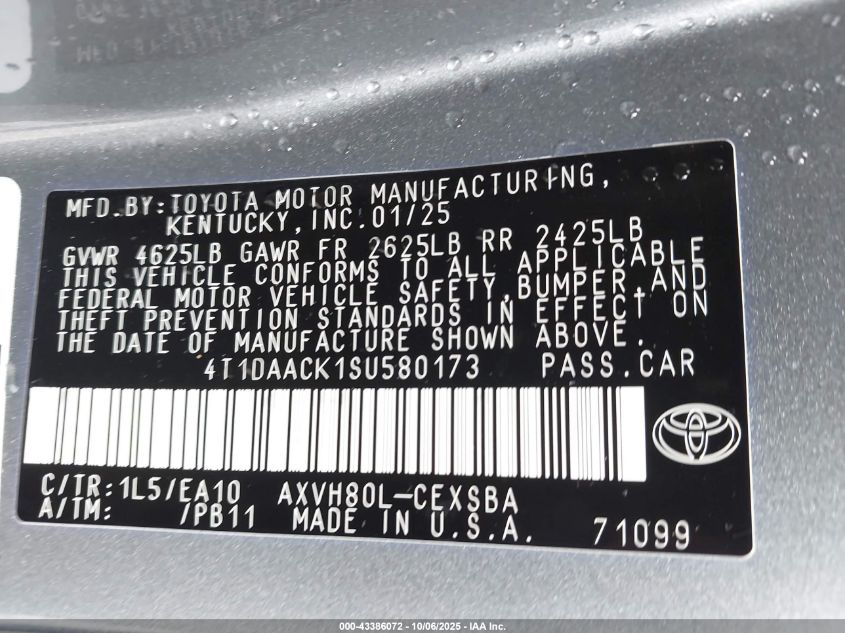 MFD.BY:TOYOTA MOTOR MANUFACTURING,
KENTUCKY,INC.01/25
GVWR 4625LB GAWR FR 2625LB RR 2425LB
THIS VEHICLE CONFORMS TO ALL APPLICABLE
FEDERAL MOTOR VEHICLE SAFETY,BUMPER,AND
THEFT PREVENTION STANDARDS IN EFFECT ON
THE DATE OF MANUFACTURE SHOWN ABOVE.
4T1DAACK1SU580173 PASS.CAR
C/TR:1L5/EA10 AXVH80L-CEXSBA
A/TM: /PB11 MADE IN U.S.A. 71099
000-43386072 | 10/06/2025 - IAA Inc.